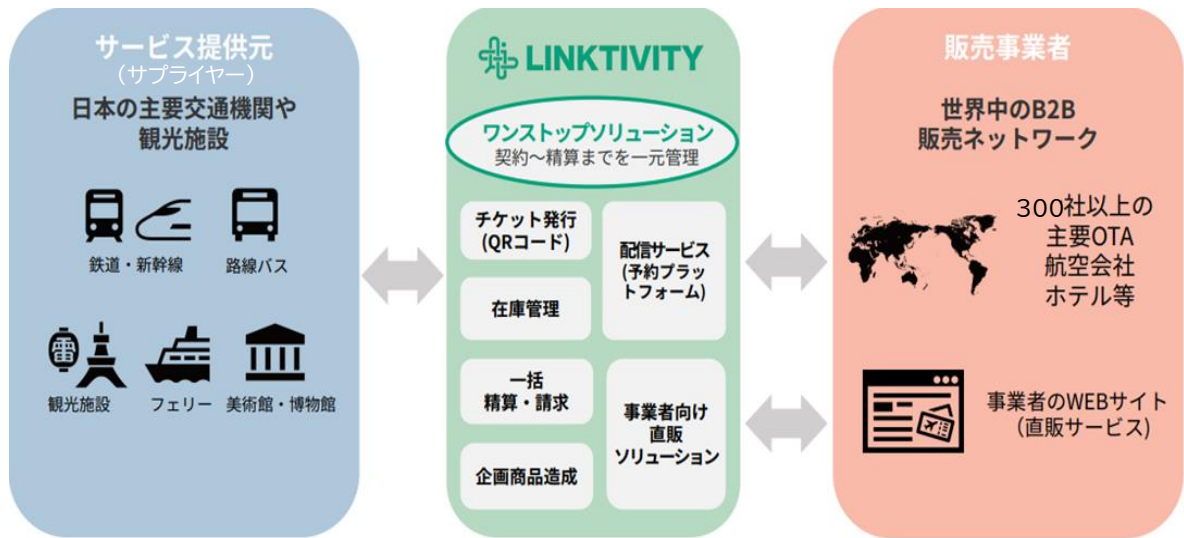 サービス提供元
（サプライヤー）
日本の主要交通機関や
観光施設
鉄道・新幹線
路線バス
雷
観光施設
フェリー
美術館・博物館
LINKTIVITY
ワンストップソリューション
契約～精算までを一元管理
チケット発行
(QRコード)
在庫管理
一括
精算・請求
企画商品造成
配信サービス
(予約プラッ
トフォーム)
事業者向け
直販
ソリューション
販売事業者
世界中のB2B
販売ネットワーク
300社以上の
主要OTA
航空会社
ホテル等
事業者のWEBサイト
(直販サービス)